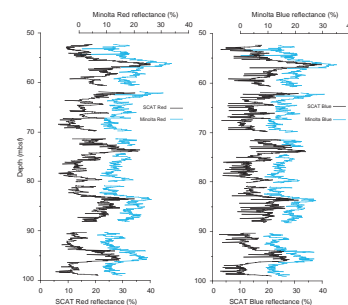 Minolta Red reflectance (%)
0 10 20 30
50
60
70
80
90
100
Depth (mbsf)
SCAT Red
Minolta Red
0 10 20 30 40
SCAT Red reflectance (%)
Minolta Blue reflectance (%)
0 10 20 30
50
60
70
80
90
100
SCAT Blue
Minolta Blue
0 10 20 30 40
SCAT Blue reflectance (%)